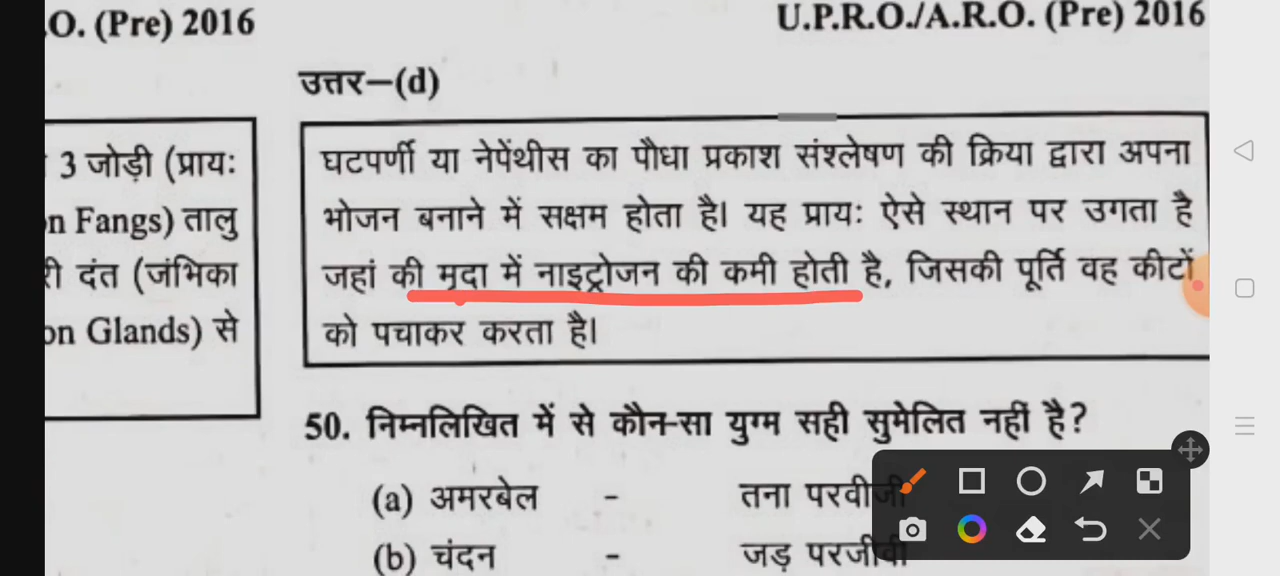 .O. (Pre) 2016
3 जोड़ी (प्रायः
on Fangs) तालु
री दंत (जंभिका
on Glands) से
U.P.R.O./A.R.O. (Pre) 2016
उत्तर–(d)
घटपर्णी या नेपेंथीस का पौधा प्रकाश संश्लेषण की क्रिया द्वारा अपना
भोजन बनाने में सक्षम होता है। यह प्रायः ऐसे स्थान पर उगता है
जहां की मृदा में नाइट्रोजन की कमी होती है, जिसकी पूर्ति वह कीटों
को पचाकर करता है।
50. निम्नलिखित में से कौन-सा युग्म सही सुमेलित नहीं है?
(a) अमरबेल - तना परवीजी
(b) चंदन - जड़ परजीवी